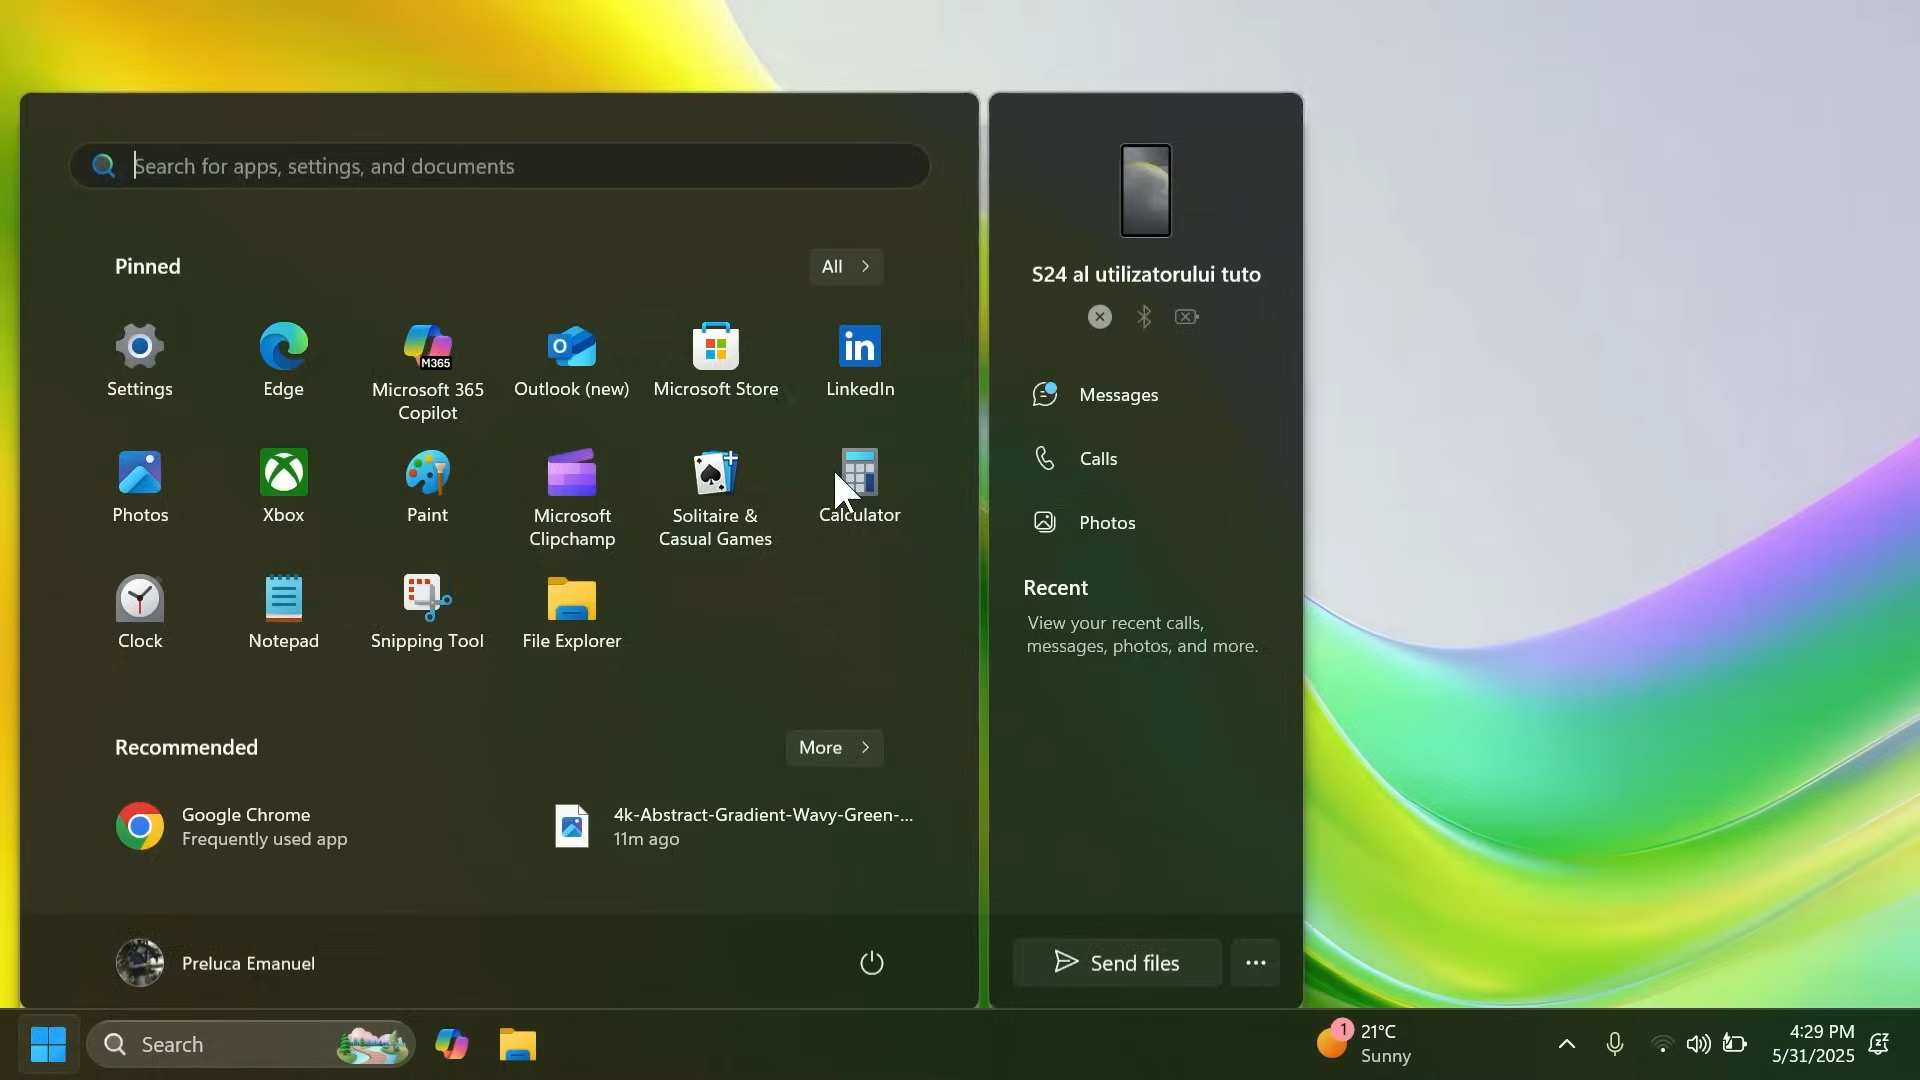 Search for apps, settings, and documents
Pinned
All
Settings
Edge
M365
Microsoft 365
Copilot
Outlook (new)
Microsoft Store
in
LinkedIn
Photos
Xbox
Paint
Microsoft
Clipchamp
Solitaire &
Casual Games
Calculator
Clock
Notepad
Snipping Tool
File Explorer
Recommended
More
Google Chrome
Frequently used app
4k-Abstract-Gradient-Wavy-Green-...
11m ago
Preluca Emanuel
S24 al utilizatorului tuto
Messages
Calls
Photos
Recent
View your recent calls,
messages, photos, and more.
Send files
Search
1
21°C
Sunny
4:29 PM
5/31/2025